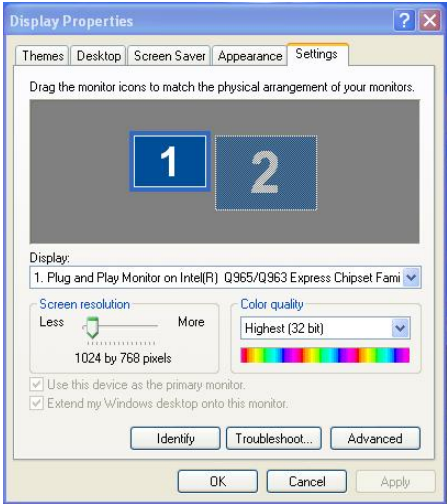 Display Properties
Themes Desktop Screen Saver Appearance Settings
Drag the monitor icons to match the physical arrangement of your monitors.
1 2
Display:
1. Plug and Play Monitor on Intel(R) Q965/Q963 Express Chipset Fami
Screen resolution
Less More
1024 by 768 pixels
Color quality
Highest (32 bit)
Use this device as the primary monitor.
Extend my Windows desktop onto this monitor.
Identify Troubleshoot... Advanced
OK Cancel Apply